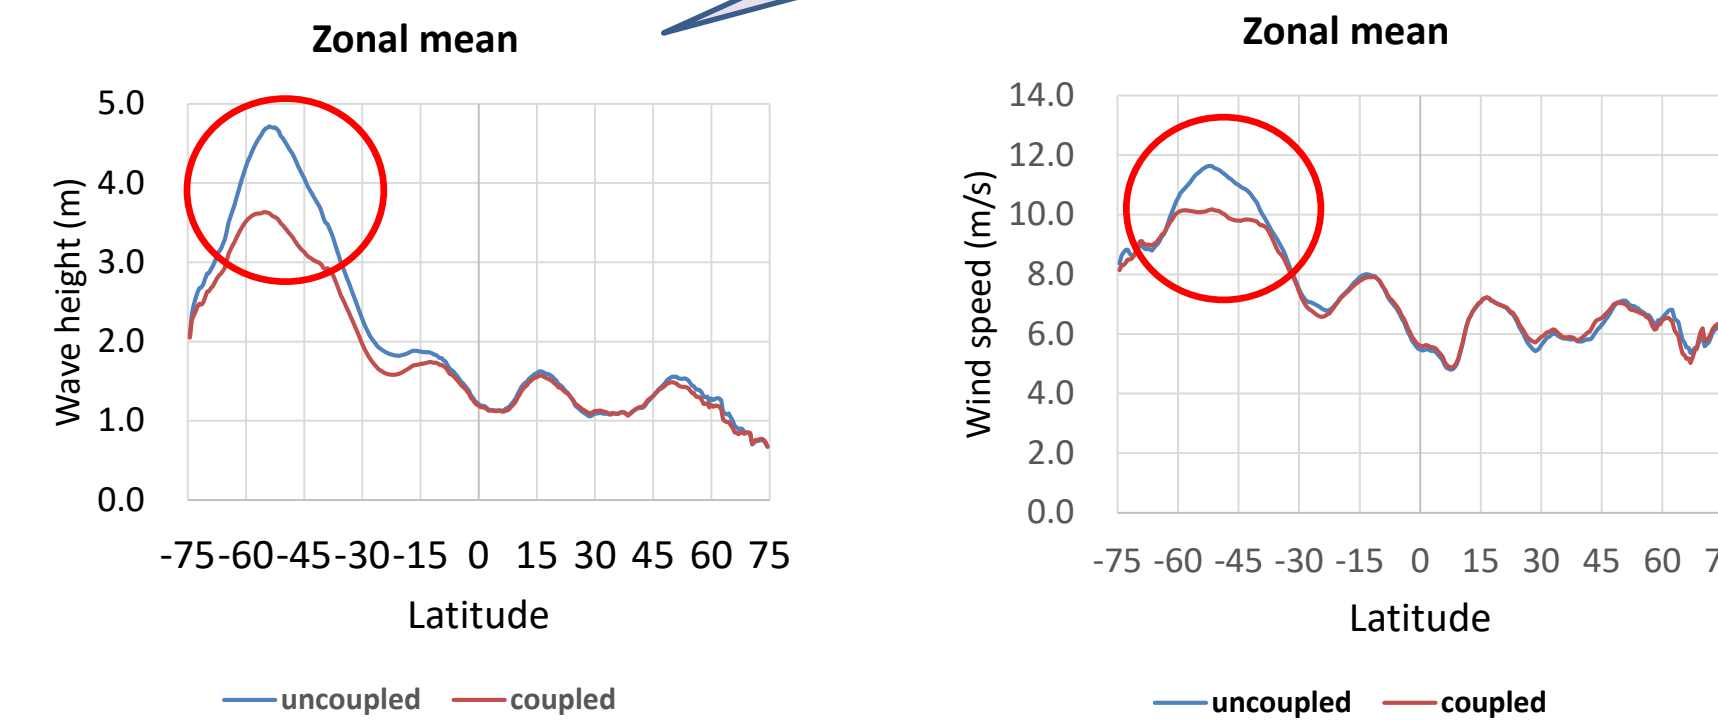 Zonal mean
5.0
4.0
3.0
2.0
1.0
0.0
Wave height (m)
-75 -60 -45 -30 -15 0 15 30 45 60 75
Latitude
uncoupled coupled
Zonal mean
14.0
12.0
10.0
8.0
6.0
4.0
2.0
0.0
Wind speed (m/s)
-75 -60 -45 -30 -15 0 15 30 45 60 7
Latitude
uncoupled coupled